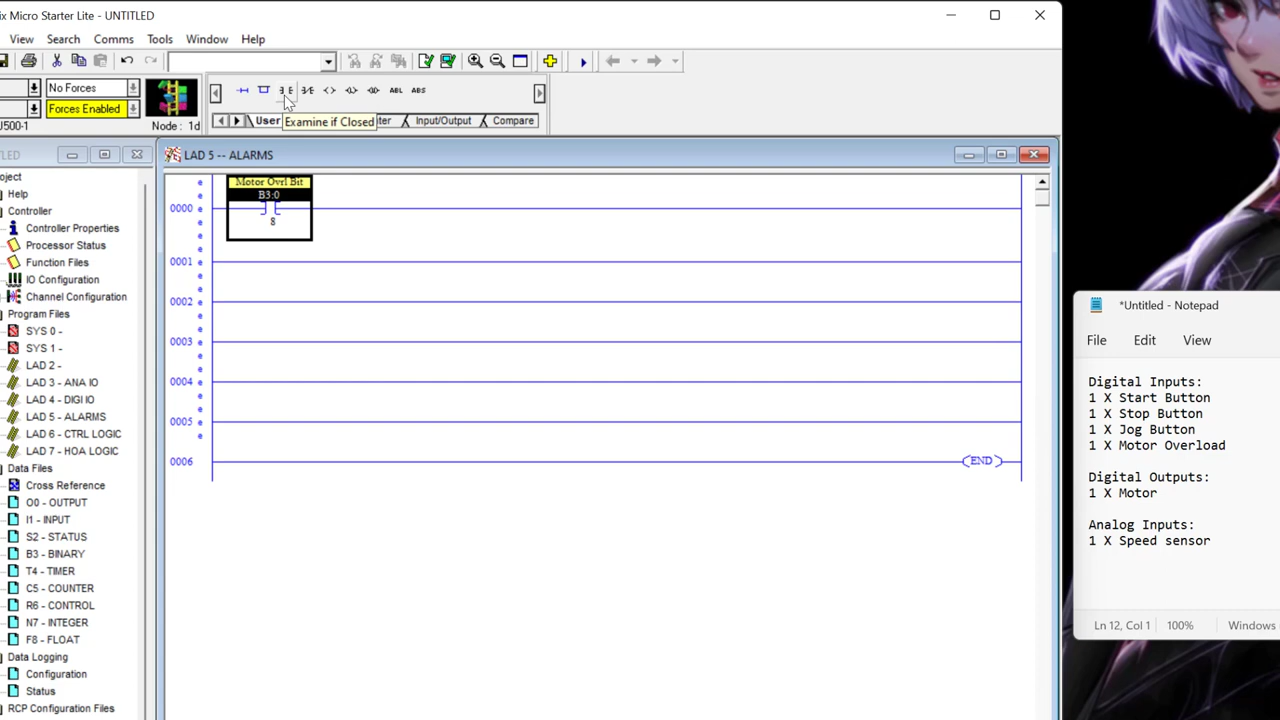 ix Micro Starter Lite - UNTITLED
View Search Comms Tools Window Help
No Forces
Forces Enabled
U500-1
Node : 1d
ABL ABS
User
Examine if Closed
ter
Input/Output
Compare
TLED
LAD 5 -- ALARMS
oject
Help
Controller
Controller Properties
Processor Status
Function Files
IO Configuration
Channel Configuration
Program Files
SYS 0 -
SYS 1 -
LAD 2 -
LAD 3 - ANA IO
LAD 4 - DIGI IO
LAD 5 - ALARMS
LAD 6 - CTRL LOGIC
LAD 7 - HOA LOGIC
Data Files
Cross Reference
O0 - OUTPUT
I1 - INPUT
S2 - STATUS
B3 - BINARY
T4 - TIMER
C5 - COUNTER
R6 - CONTROL
N7 - INTEGER
F8 - FLOAT
Data Logging
Configuration
Status
RCP Configuration Files
Motor Ovrl Bit
B3:0
8
e
e
0000 e
e
e
e
0001 e
e
e
0002 e
e
e
0003 e
e
e
0004 e
e
e
0005 e
e
0006
END
*Untitled - Notepad
File Edit View
Digital Inputs:
1 X Start Button
1 X Stop Button
1 X Jog Button
1 X Motor Overload
Digital Outputs:
1 X Motor
Analog Inputs:
1 X Speed sensor
Ln 12, Col 1 100% Windows